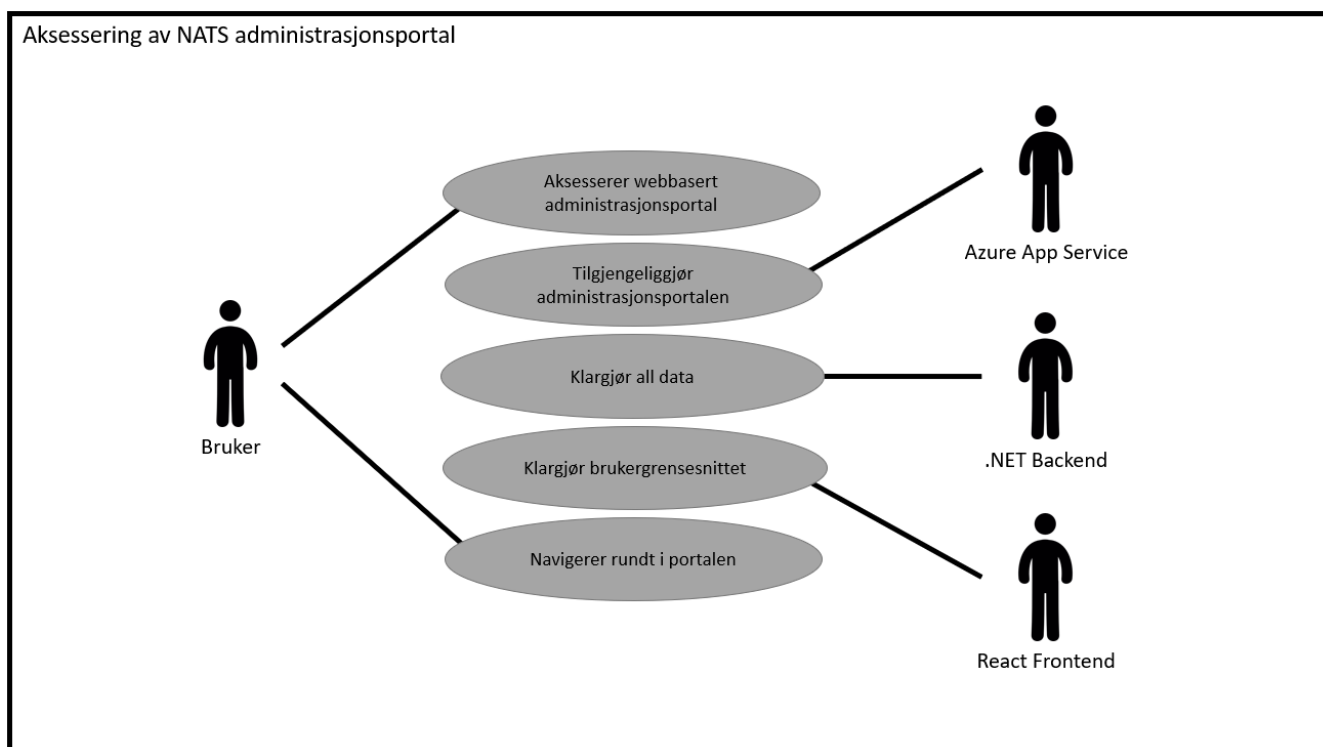 Aksessering av NATS administrasjonsportal
Aksesserer webbasert
administrasjonsportal
Tilgjengeliggjør
administrasjonsportalen
Azure App Service
Klargjør all data
Bruker
.NET Backend
Klargjør brukergrensesnittet
Navigerer rundt i portalen
React Frontend